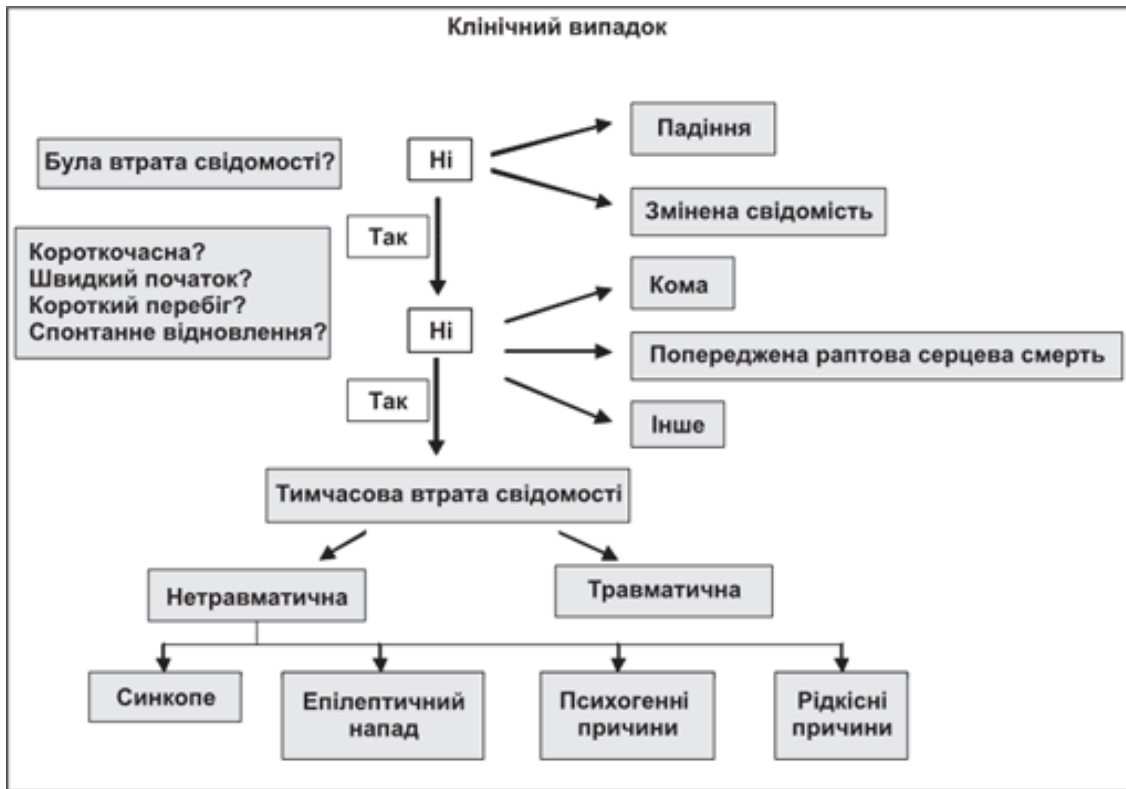 Клінічний випадок
Падіння
Була втрата свідомості?
Ні
Змінена свідомість
Так
Короткочасна?
Швидкий початок?
Короткий перебіг?
Спонтанне відновлення?
Кома
Ні
Попереджена раптова серцева смерть
Так
Інше
Тимчасова втрата свідомості
Нетравматична
Травматична
Синкопе
Епілептичний
напад
Психогенні
причини
Рідкісні
причини